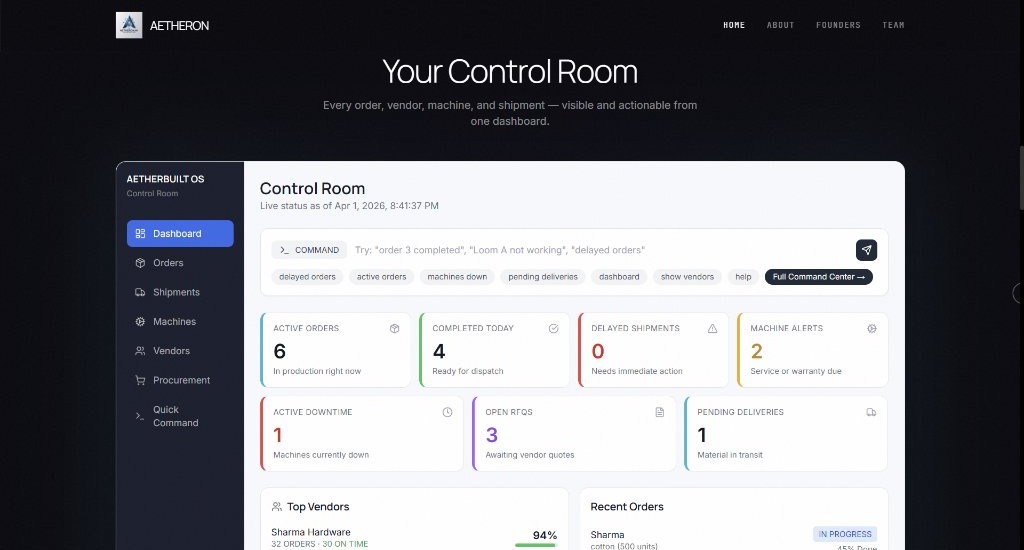 AETHERON
HOME ABOUT FOUNDERS TEAM
Your Control Room
Every order, vendor, machine, and shipment — visible and actionable from
one dashboard.
AETHERBUILT OS
Control Room
Dashboard
Orders
Shipments
Machines
Vendors
Procurement
Quick
Command
Control Room
Live status as of Apr 1, 2026, 8:41:37 PM
>_ COMMAND Try: "order 3 completed", "Loom A not working", "delayed orders"
delayed orders active orders machines down pending deliveries dashboard show vendors help Full Command Center →
ACTIVE ORDERS
6
In production right now
COMPLETED TODAY
4
Ready for dispatch
DELAYED SHIPMENTS
0
Needs immediate action
MACHINE ALERTS
2
Service or warranty due
ACTIVE DOWNTIME
1
Machines currently down
OPEN RFQS
3
Awaiting vendor quotes
PENDING DELIVERIES
1
Material in transit
Top Vendors
Sharma Hardware 94%
32 ORDERS · 30 ON TIME
Recent Orders
Sharma IN PROGRESS
cotton (500 units) 45% Done